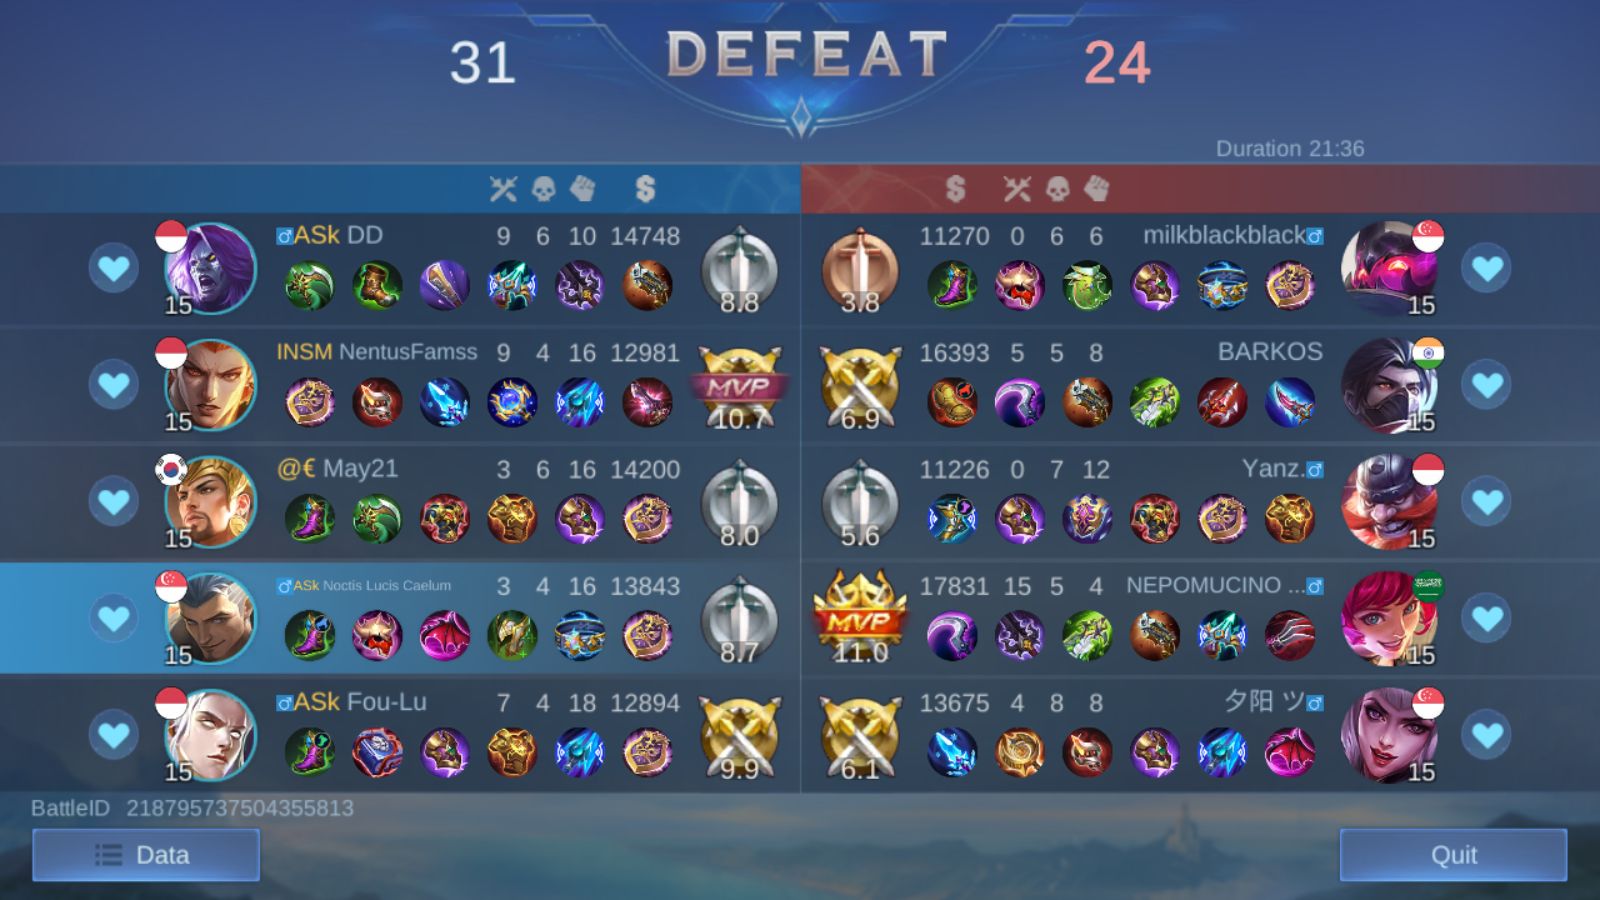 31 DEFEAT 24
Duration 21:36
ASk DD 9 6 10 14748 8.8
3.8 11270 0 6 6 milkblackblack
15 15
INSM NentusFamss 9 4 16 12981 MVP 10.7
6.9 16393 5 5 8 BARKOS
15 15
@€ May21 3 6 16 14200 8.0
5.6 11226 0 7 12 Yanz.
15 15
ASk Noctis Lucis Caelum 3 4 16 13843 8.7
MVP 11.0 17831 15 5 4 NEPOMUCINO ...
15 15
ASk Fou-Lu 7 4 18 12894 9.9
6.1 13675 4 8 8 夕阳 ツ
15 15
BattleID 218795737504355813
Data Quit